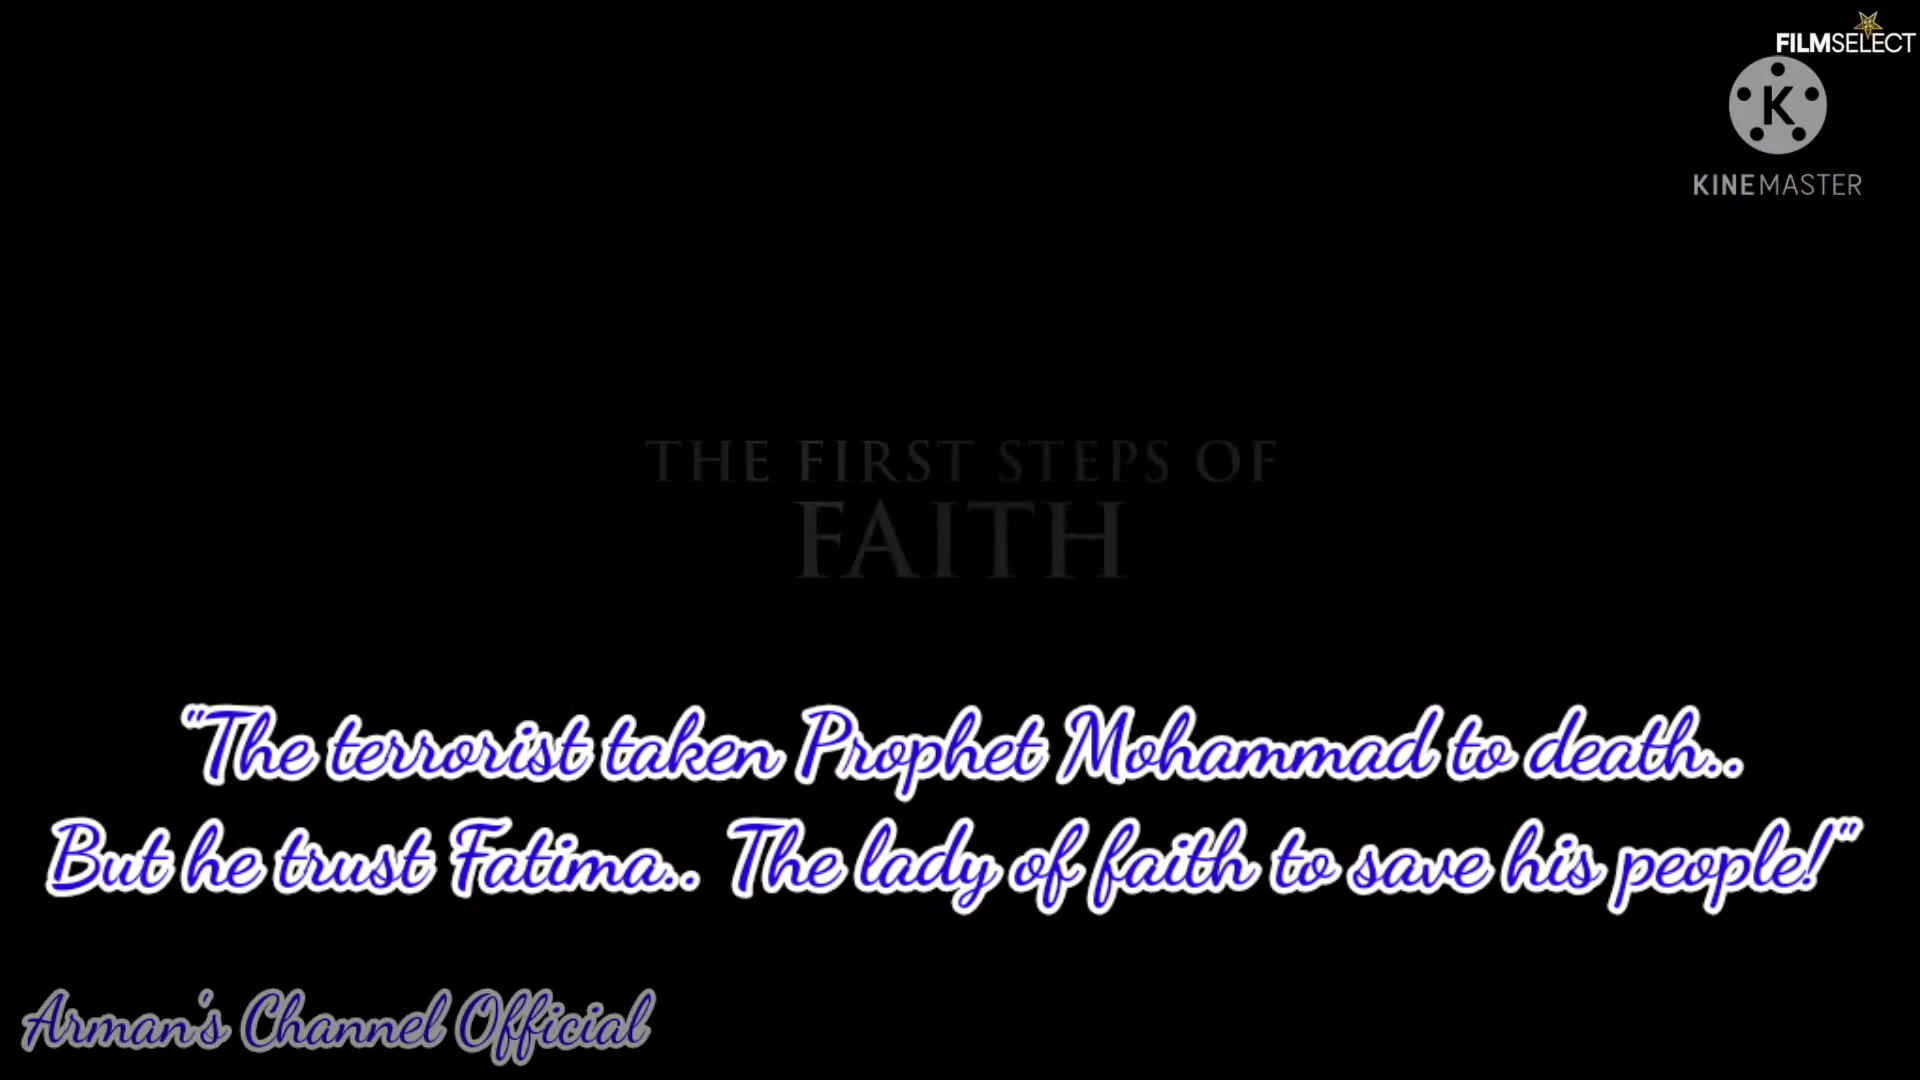 FILMSELECT
K
KINEMASTER
THE FIRST STEPS OF
FAITH
"The terrorist taken Prophet Mohammad to death..
But he trust Fatima.. The lady of faith to save his people!"
Arman's Channel Official